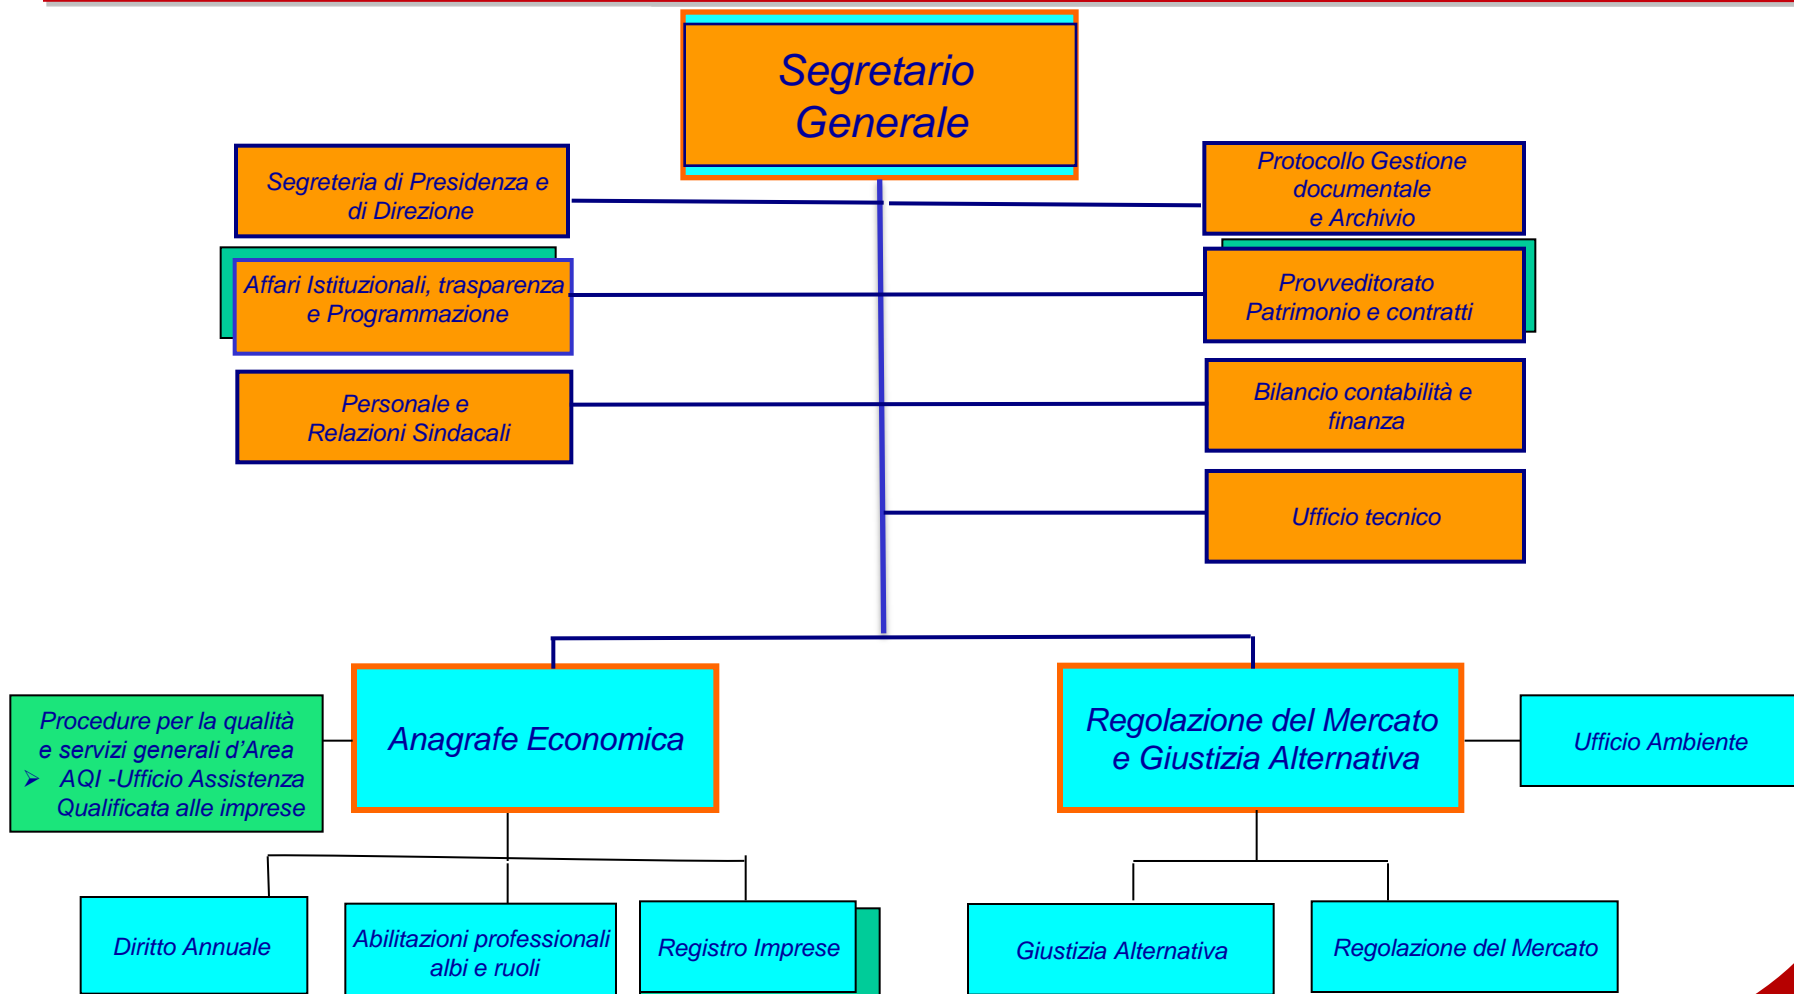 Segretario
Generale
Segreteria di Presidenza e
di Direzione
Protocollo Gestione
documentale
e Archivio
Affari Istituzionali, trasparenza
e Programmazione
Provveditorato
Patrimonio e contratti
Personale e
Relazioni Sindacali
Bilancio contabilità e
finanza
Ufficio tecnico
Procedure per la qualità
e servizi generali d’Area
➢ AQI -Ufficio Assistenza
Qualificata alle imprese
Anagrafe Economica
Regolazione del Mercato
e Giustizia Alternativa
Ufficio Ambiente
Diritto Annuale
Abilitazioni professionali
albi e ruoli
Registro Imprese
Giustizia Alternativa
Regolazione del Mercato